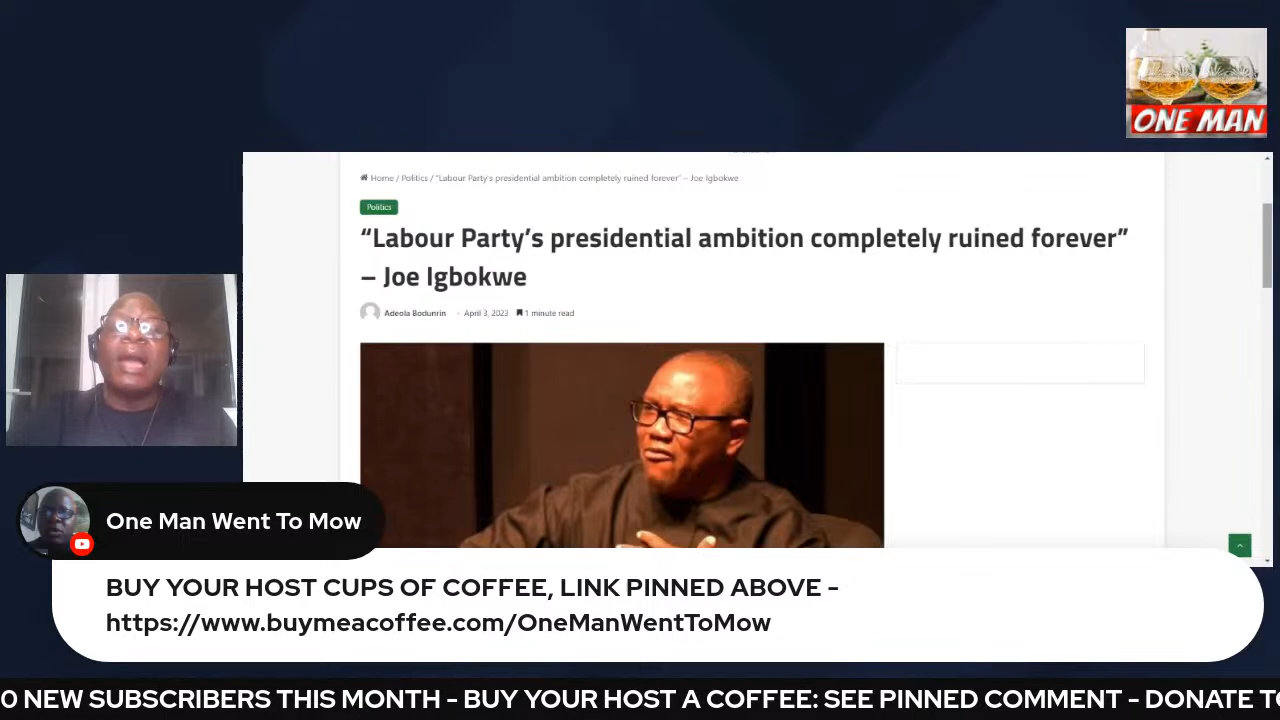 ONE MAN
Home / Politics / “Labour Party’s presidential ambition completely ruined forever” – Joe Igbokwe
Politics
“Labour Party’s presidential ambition completely ruined forever”
– Joe Igbokwe
Adeola Bodunrin April 3, 2023 1 minute read
One Man Went To Mow
BUY YOUR HOST CUPS OF COFFEE, LINK PINNED ABOVE -
https://www.buymeacoffee.com/OneManWentToMow
0 NEW SUBSCRIBERS THIS MONTH - BUY YOUR HOST A COFFEE: SEE PINNED COMMENT - DONATE TO